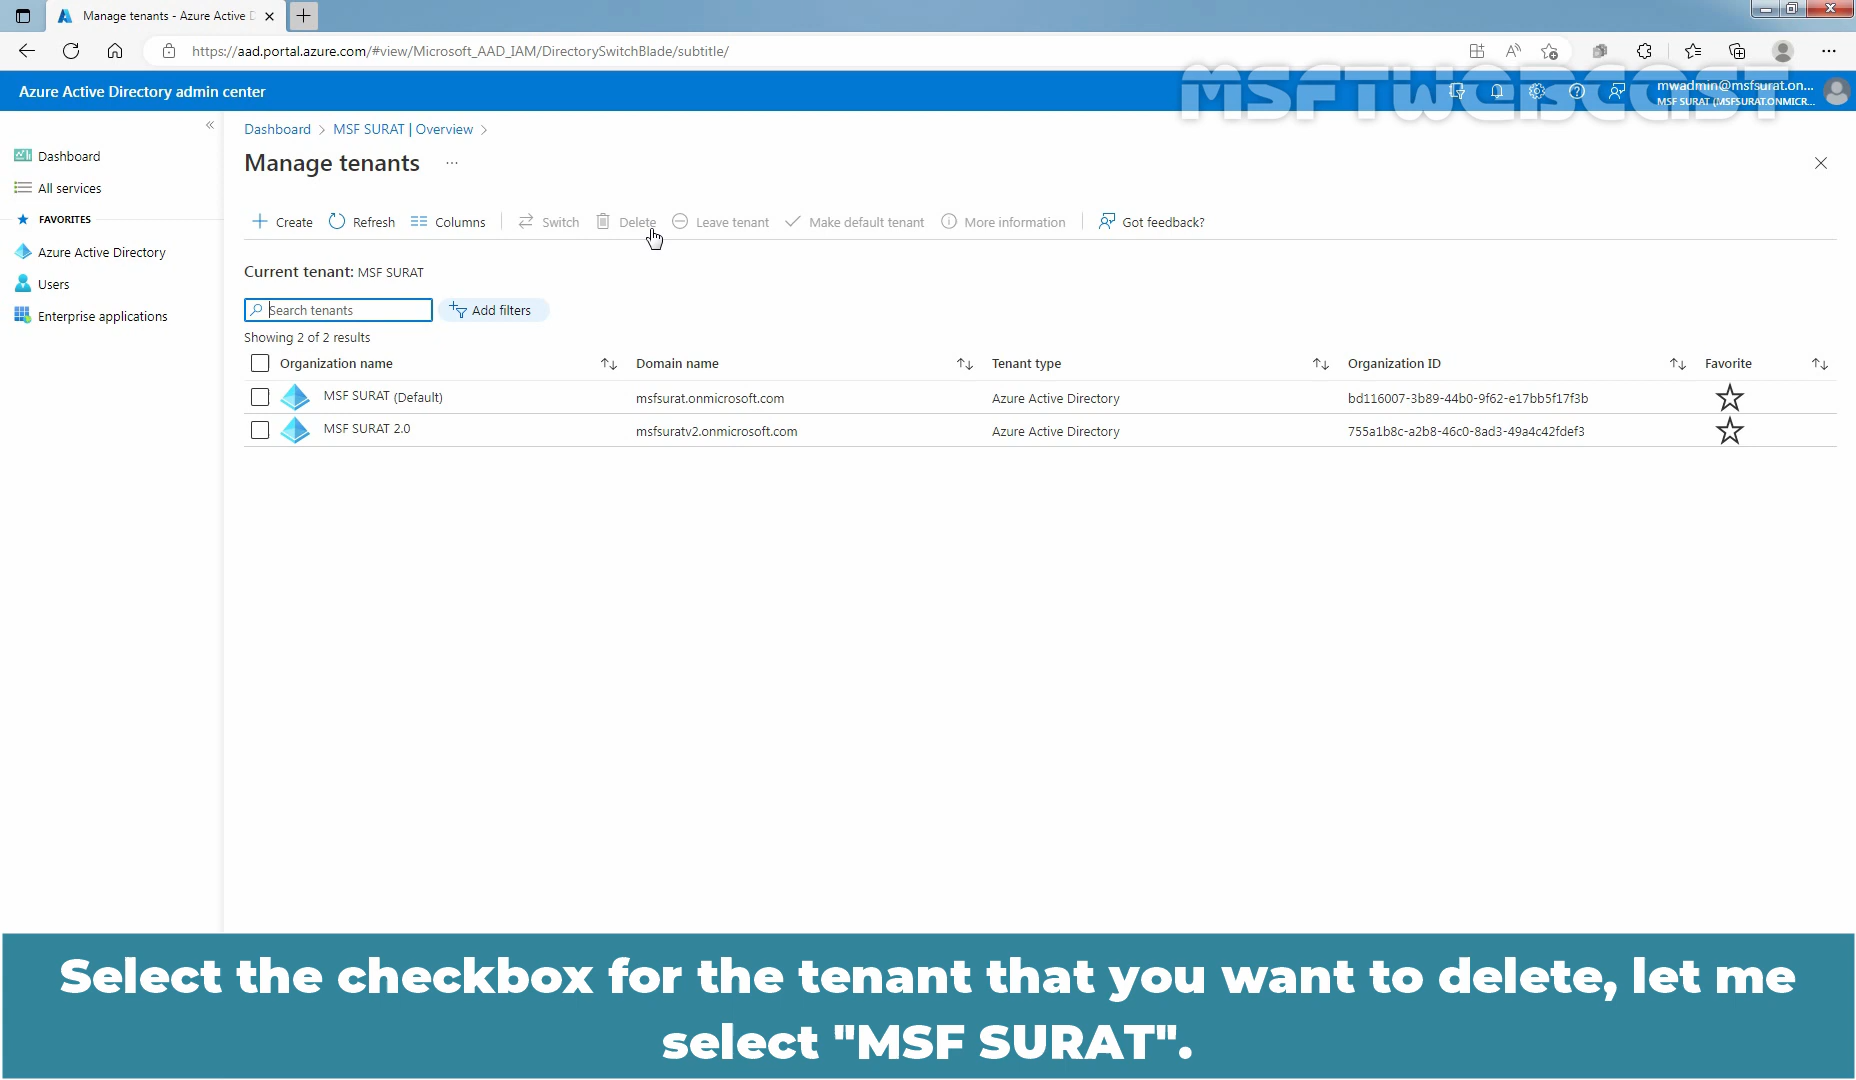 Manage tenants - Azure Active D
https://aad.portal.azure.com/#view/Microsoft_AAD_IAM/DirectorySwitchBlade/subtitle/
MSFTWEBCAST
Azure Active Directory admin center
mwadmin@msfsurat.on...
MSF SURAT (MSFSURAT.ONMICR...
Dashboard
All services
FAVORITES
Azure Active Directory
Users
Enterprise applications
Dashboard > MSF SURAT | Overview >
Manage tenants ...
Create Refresh Columns Switch Delete Leave tenant Make default tenant More information Got feedback?
Current tenant: MSF SURAT
Search tenants Add filters
Showing 2 of 2 results
Organization name Domain name Tenant type Organization ID Favorite
MSF SURAT (Default) msfsurat.onmicrosoft.com Azure Active Directory bd116007-3b89-44b0-9f62-e17bb5f17f3b
MSF SURAT 2.0 msfsuratv2.onmicrosoft.com Azure Active Directory 755a1b8c-a2b8-46c0-8ad3-49a4c42fdef3
Select the checkbox for the tenant that you want to delete, let me
select "MSF SURAT".